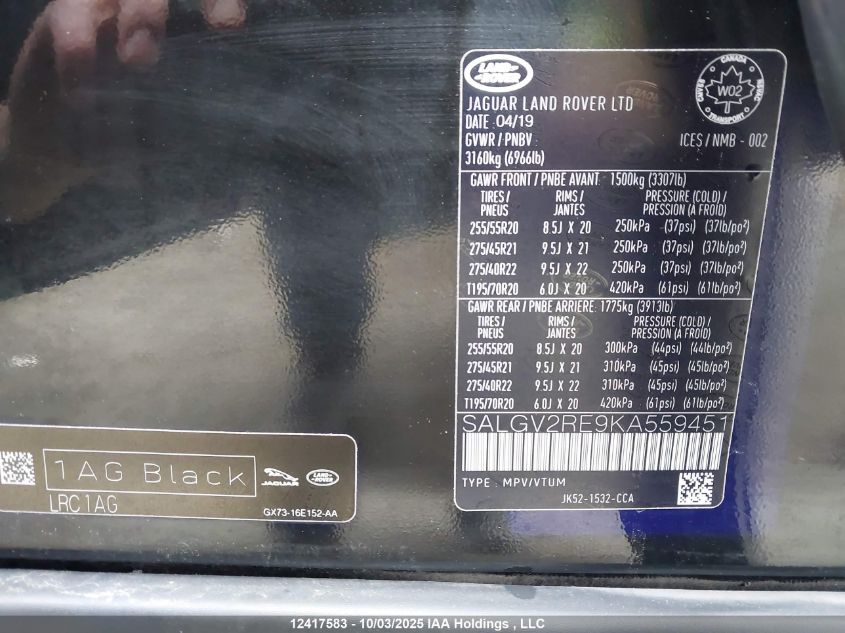 LAND-
ROVER
CANADA
W02
TRANSPORT
JAGUAR LAND ROVER LTD
DATE :04/19
GVWR / PNBV :
ICES / NMB - 002
3160kg (6966lb)
GAWR FRONT / PNBE AVANT: 1500kg (3307lb)
TIRES / RIMS / PRESSURE (COLD) /
PNEUS JANTES PRESSION (A FROID)
255/55R20 8.5J X 20 250kPa (37psi) (37lb/po²)
275/45R21 9.5J X 21 250kPa (37psi) (37lb/po²)
275/40R22 9.5J X 22 250kPa (37psi) (37lb/po²)
T195/70R20 6.0J X 20 420kPa (61psi) (61lb/po²)
GAWR REAR / PNBE ARRIERE: 1775kg (3913lb)
TIRES / RIMS / PRESSURE (COLD) /
PNEUS JANTES PRESSION (A FROID)
255/55R20 8.5J X 20 300kPa (44psi) (44lb/po²)
275/45R21 9.5J X 21 310kPa (45psi) (45lb/po²)
275/40R22 9.5J X 22 310kPa (45psi) (45lb/po²)
T195/70R20 6.0J X 20 420kPa (61psi) (61lb/po²)
SALGV2RE9KA559451
TYPE : MPV/VTUM
JK52-1532-CCA
1AG Black
JAGUAR
LAND-
ROVER
LRC1AG
GX73-16E152-AA
12417583 - 10/03/2025 IAA Holdings , LLC